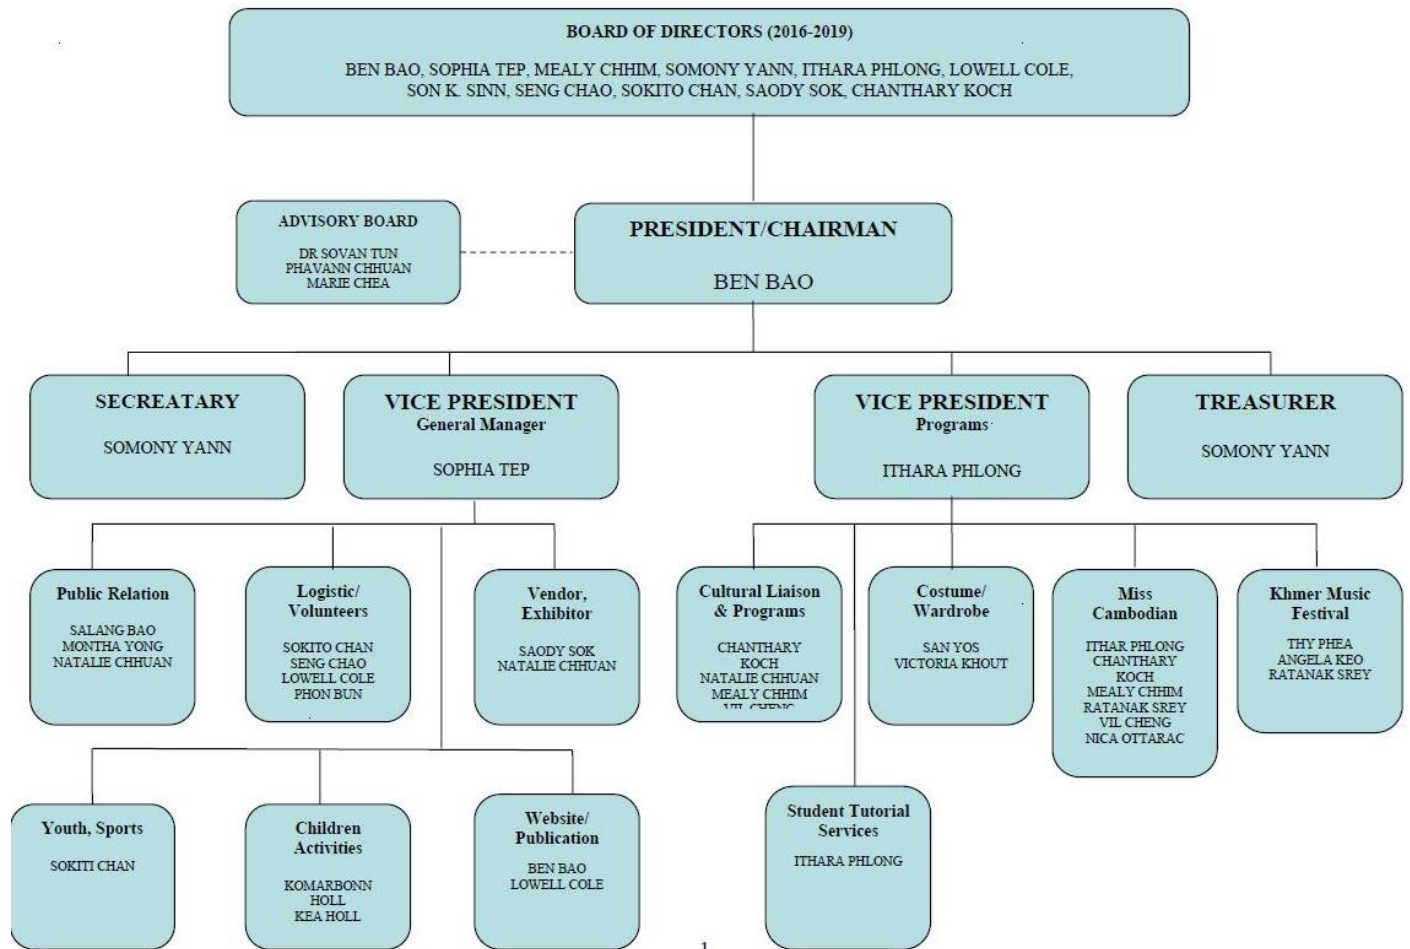 BOARD OF DIRECTORS (2016-2019)
BEN BAO, SOPHIA TEP, MEALY CHHIM, SOMONY YANN, ITHARA PHLONG, LOWELL COLE,
SON K. SINN, SENG CHAO, SOKITO CHAN, SAODY SOK, CHANTHARY KOCH
ADVISORY BOARD
DR SOVAN TUN
PHAVANN CHHUAN
MARIE CHEA
PRESIDENT/CHAIRMAN
BEN BAO
SECREATARY
SOMONY YANN
VICE PRESIDENT
General Manager
SOPHIA TEP
VICE PRESIDENT
Programs
ITHARA PHLONG
TREASURER
SOMONY YANN
Public Relation
SALANG BAO
MONTHA YONG
NATALIE CHHUAN
Logistic/
Volunteers
SOKITO CHAN
SENG CHAO
LOWELL COLE
PHON BUN
Vendor,
Exhibitor
SAODY SOK
NATALIE CHHUAN
Cultural Liaison
& Programs
CHANTHARY
KOCH
NATALIE CHHUAN
MEALY CHHIM
VIL CHENG
Costume/
Wardrobe
SAN YOS
VICTORIA KHOUT
Miss
Cambodian
ITHAR PHLONG
CHANTHARY
KOCH
MEALY CHHIM
RATANAK SREY
VIL CHENG
NICA OTTARAC
Khmer Music
Festival
THY PHEA
ANGELA KEO
RATANAK SREY
Youth, Sports
SOKITI CHAN
Children
Activities
KOMARBONN
HOLL
KEA HOLL
Website/
Publication
BEN BAO
LOWELL COLE
Student Tutorial
Services
ITHARA PHLONG
1